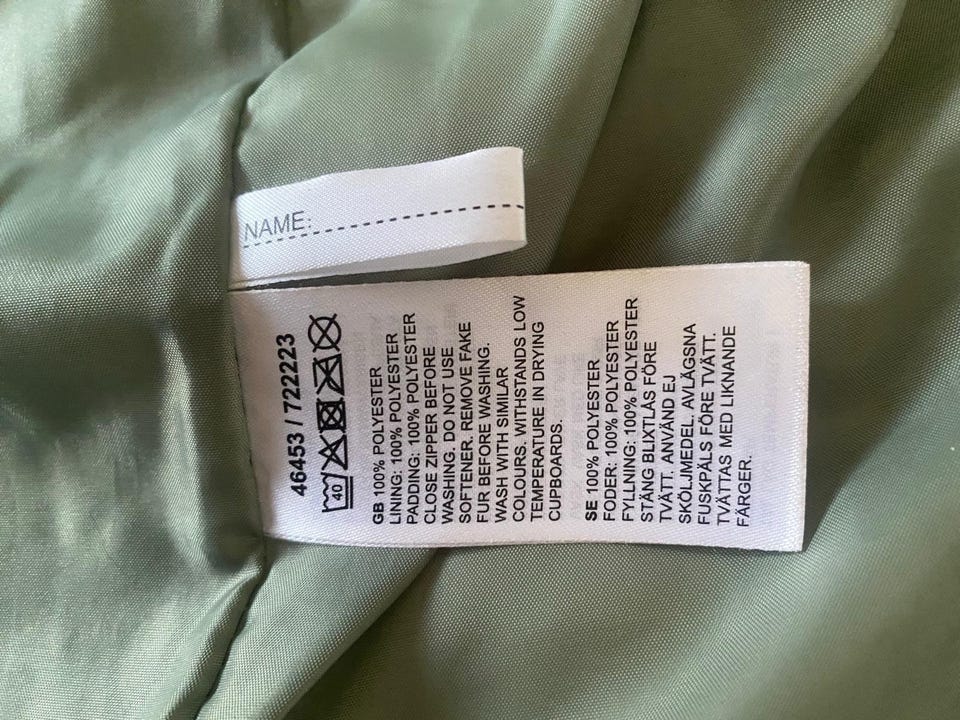 NAME:
46453 / 722223
40
GB 100% POLYESTER
LINING: 100% POLYESTER
PADDING: 100% POLYESTER
CLOSE ZIPPER BEFORE
WASHING. DO NOT USE
SOFTENER. REMOVE FAKE
FUR BEFORE WASHING.
WASH WITH SIMILAR
COLOURS. WITHSTANDS LOW
TEMPERATURE IN DRYING
CUPBOARDS.
SE 100% POLYESTER
FODER: 100% POLYESTER
FYLLNING: 100% POLYESTER
STÄNG BLIXTLÅS FÖRE
TVÄTT. ANVÄND EJ
SKÖLJMEDEL. AVLÄGSNA
FUSKPÄLS FÖRE TVÄTT.
TVÄTTAS MED LIKNANDE
FÄRGER.